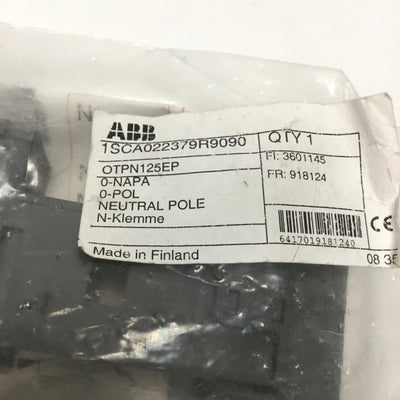 ABB
1SCA022379R9090
QTY 1
OTPN125EP
FI: 3601145
0-NAPA
FR: 918124
0-POL
NEUTRAL POLE
N-Klemme
CE
6417019181240
Made in Finland
08 35